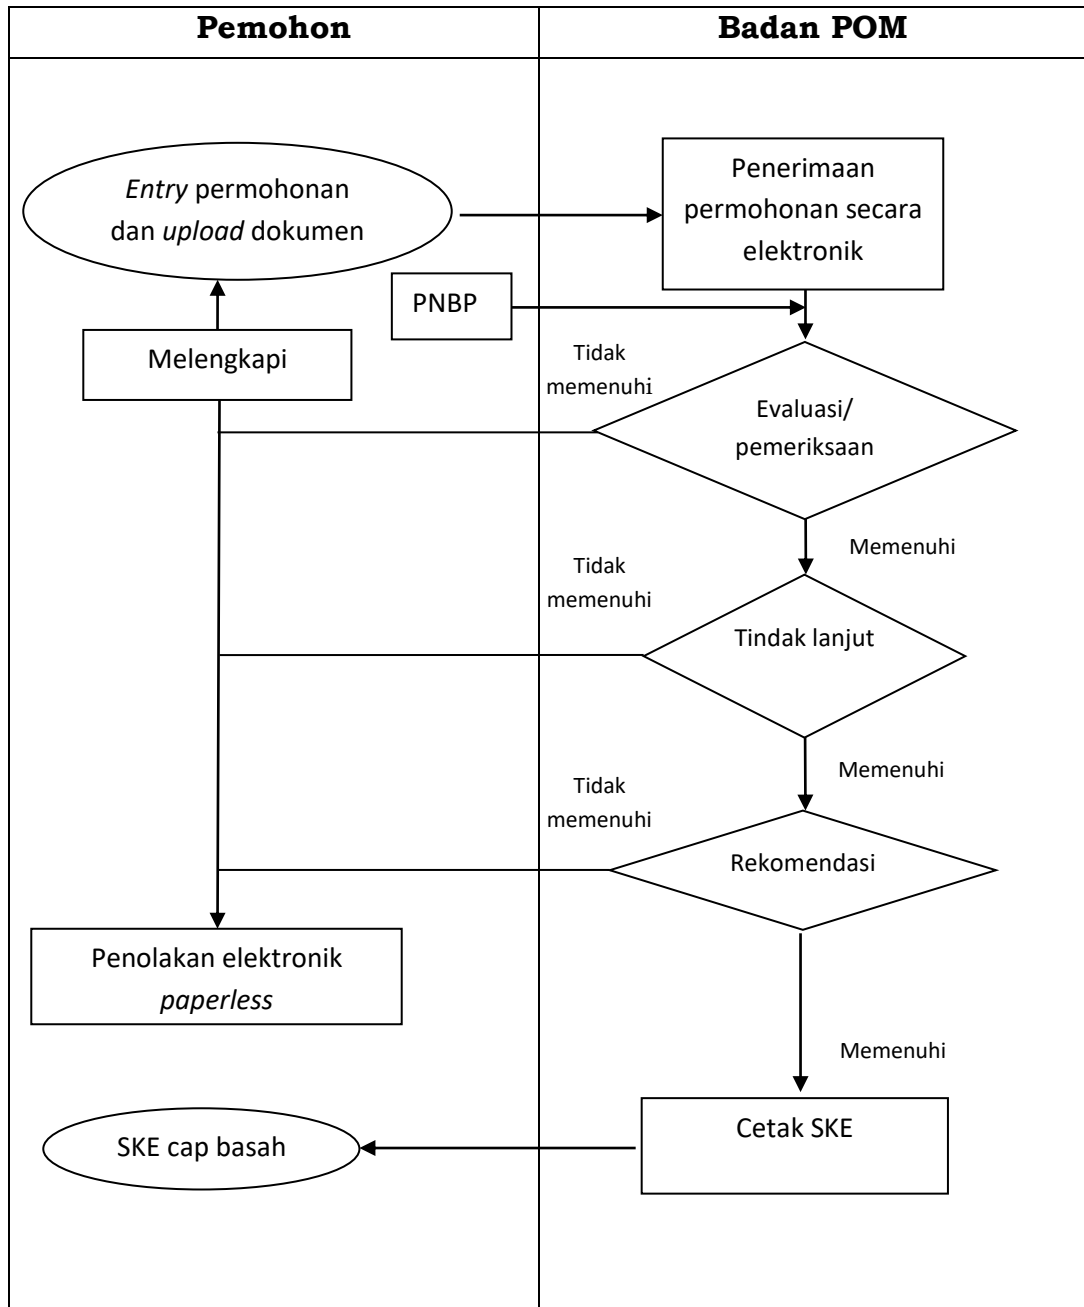 Pemohon
Badan POM
Entry permohonan
dan upload dokumen
Penerimaan
permohonan secara
elektronik
PNBP
Melengkapi
Tidak
memenuhi
Evaluasi/
pemeriksaan
Memenuhi
Tidak
memenuhi
Tindak lanjut
Memenuhi
Tidak
memenuhi
Rekomendasi
Penolakan elektronik
paperless
Memenuhi
Cetak SKE
SKE cap basah